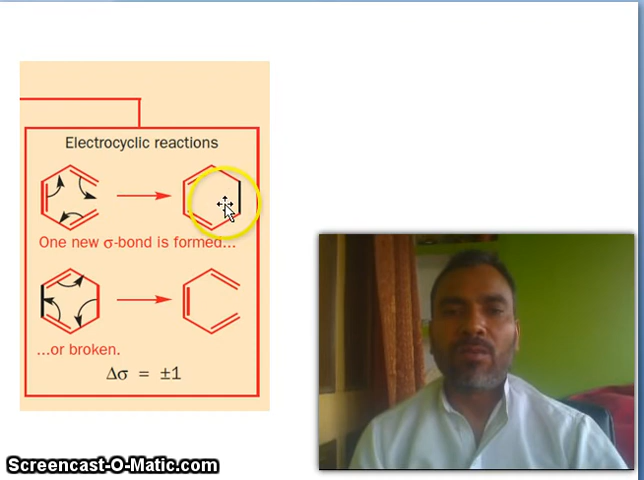 Electrocyclic reactions
One new σ-bond is formed...
...or broken.
Δσ = ±1
Screencast-O-Matic.com